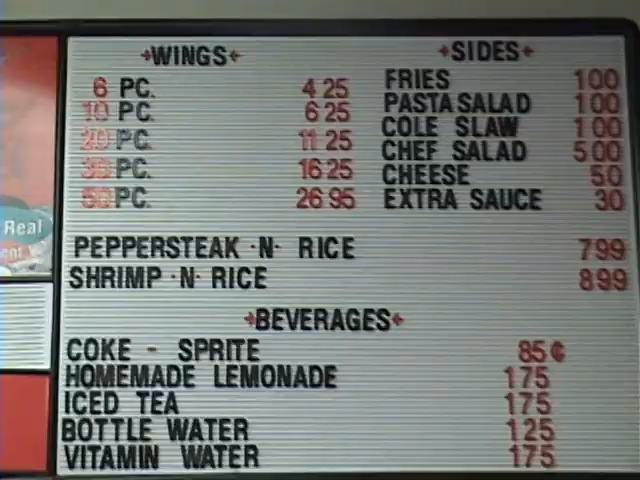 WINGS
6 PC. 4 25
10 PC. 6 25
20 PC. 11 25
30 PC. 16 25
50 PC. 26 95
SIDES
FRIES 100
PASTA SALAD 100
COLE SLAW 100
CHEF SALAD 500
CHEESE 50
EXTRA SAUCE 30
PEPPERSTEAK ·N· RICE 799
SHRIMP ·N· RICE 899
BEVERAGES
COKE - SPRITE 85¢
HOMEMADE LEMONADE 175
ICED TEA 175
BOTTLE WATER 125
VITAMIN WATER 175
Real